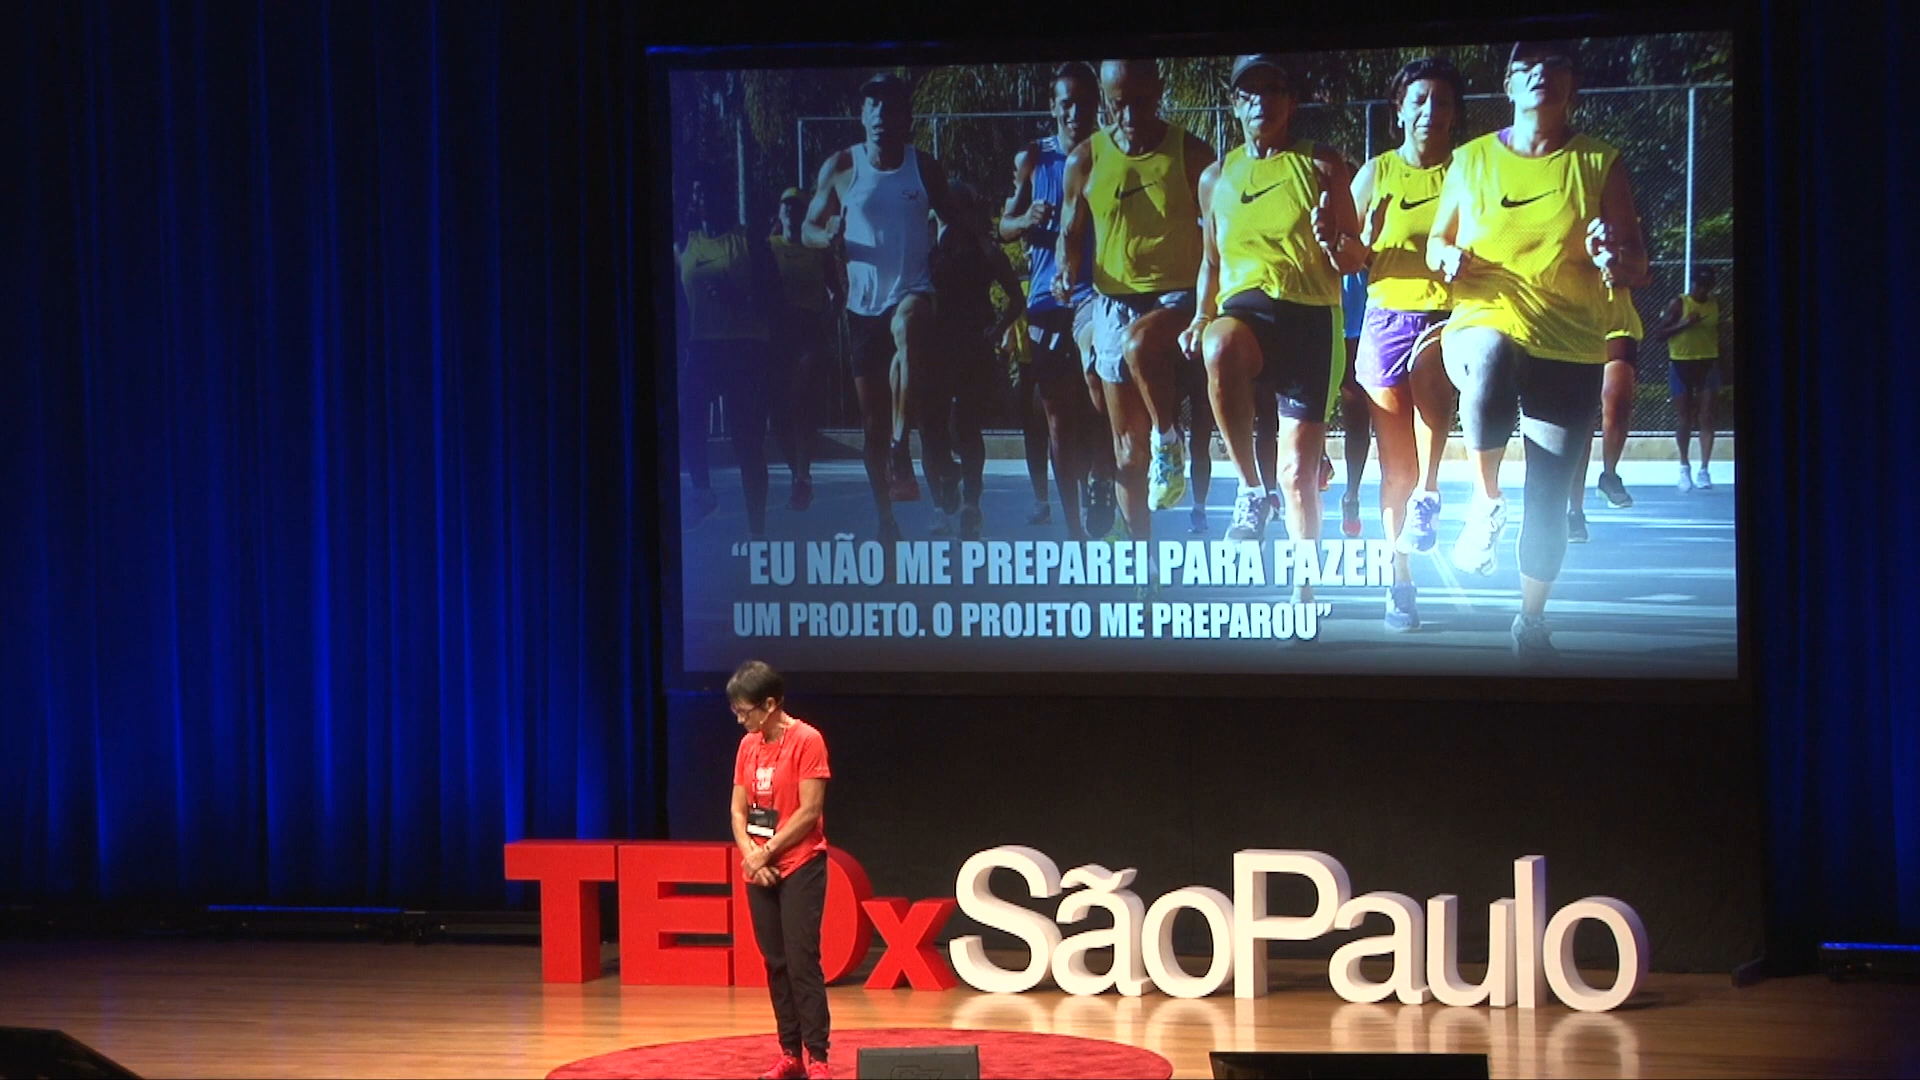 “EU NÃO ME PREPAREI PARA FAZER
UM PROJETO. O PROJETO ME PREPAROU”
TEDxSãoPaulo